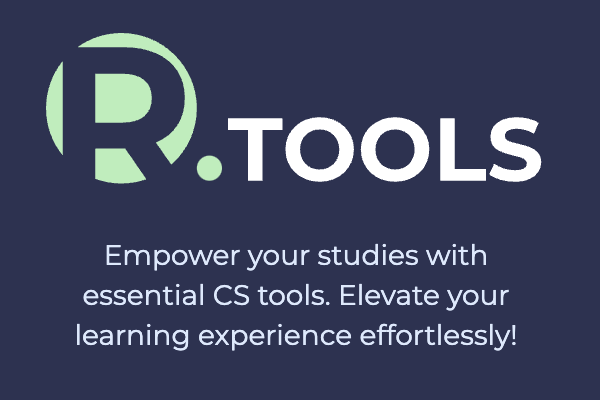 R.TOOLS
Empower your studies with
essential CS tools. Elevate your
learning experience effortlessly!